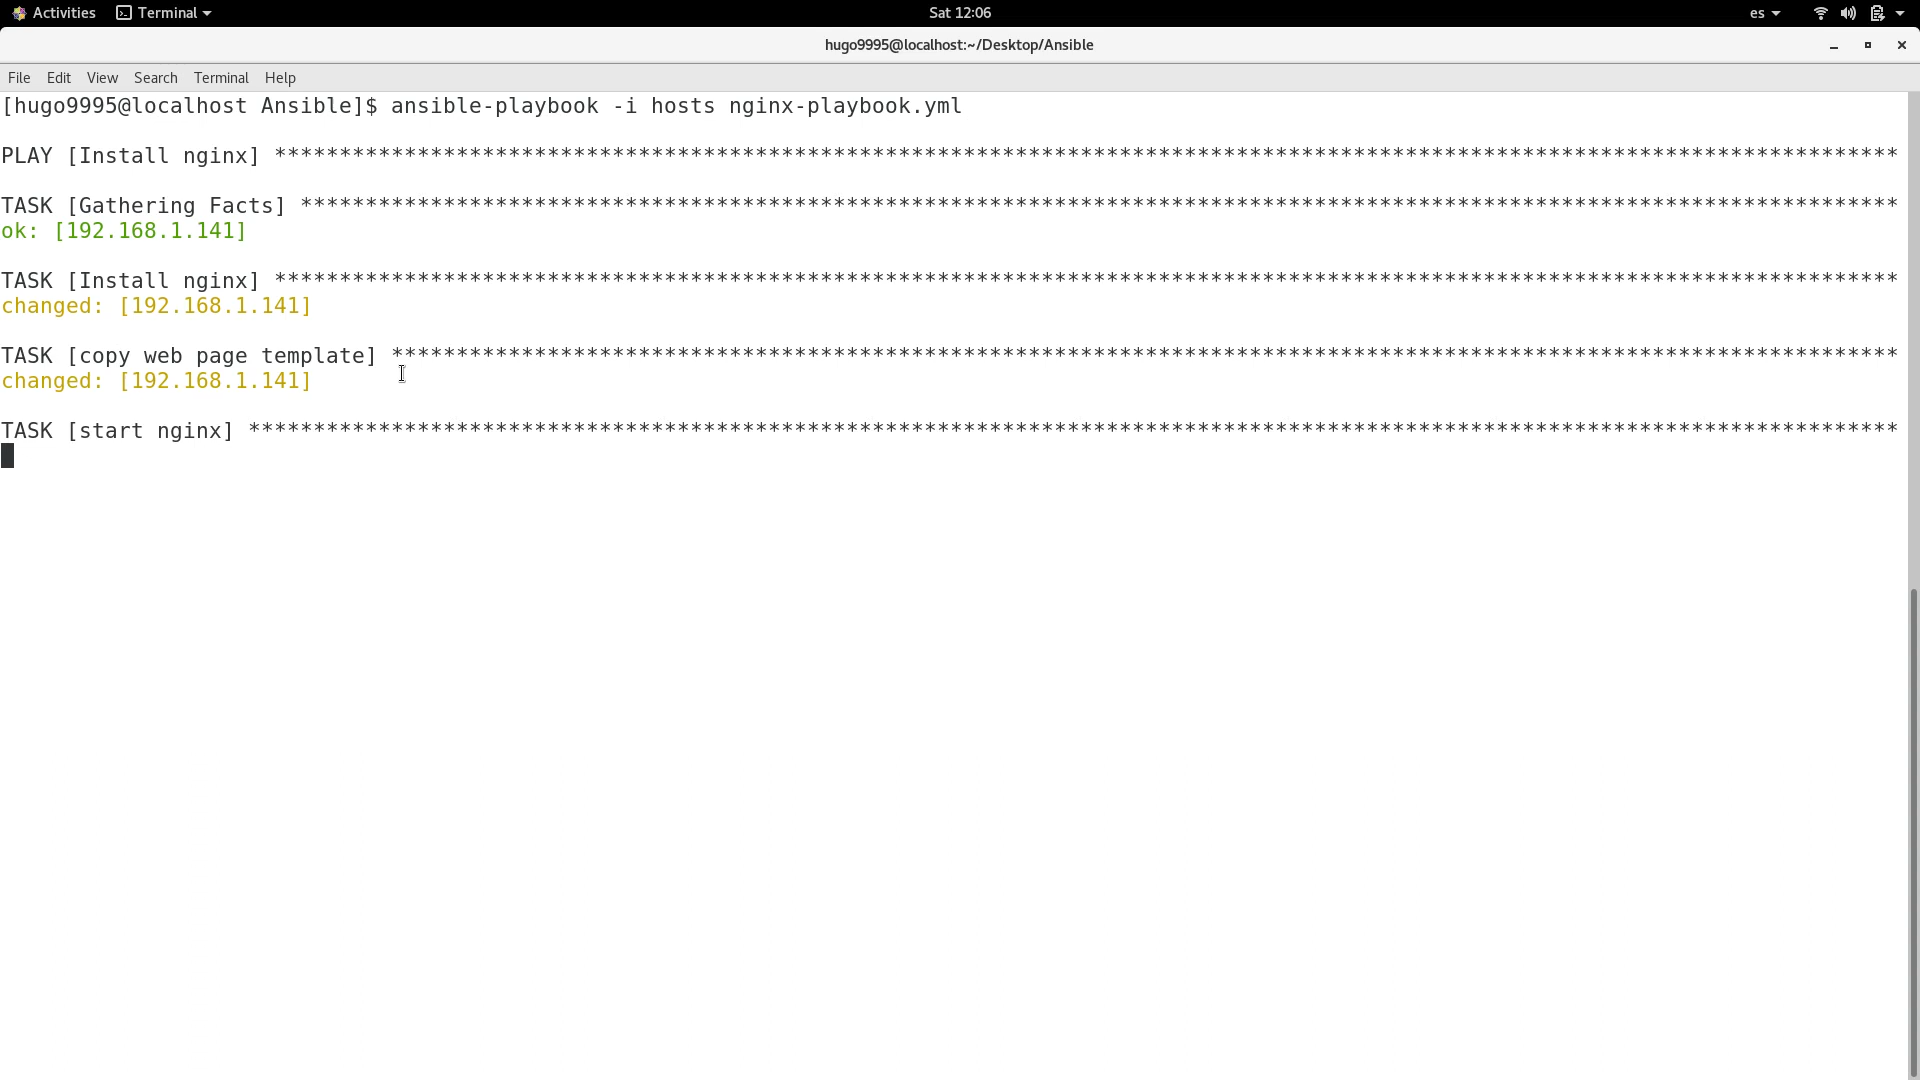 Activities Terminal Sat 12:06 es
hugo9995@localhost:~/Desktop/Ansible
File Edit View Search Terminal Help
[hugo9995@localhost Ansible]$ ansible-playbook -i hosts nginx-playbook.yml
PLAY [Install nginx] *****************************************************************************************************************************
TASK [Gathering Facts] ***************************************************************************************************************************
ok: [192.168.1.141]
TASK [Install nginx] *****************************************************************************************************************************
changed: [192.168.1.141]
TASK [copy web page template] ********************************************************************************************************************
changed: [192.168.1.141]
TASK [start nginx] *******************************************************************************************************************************